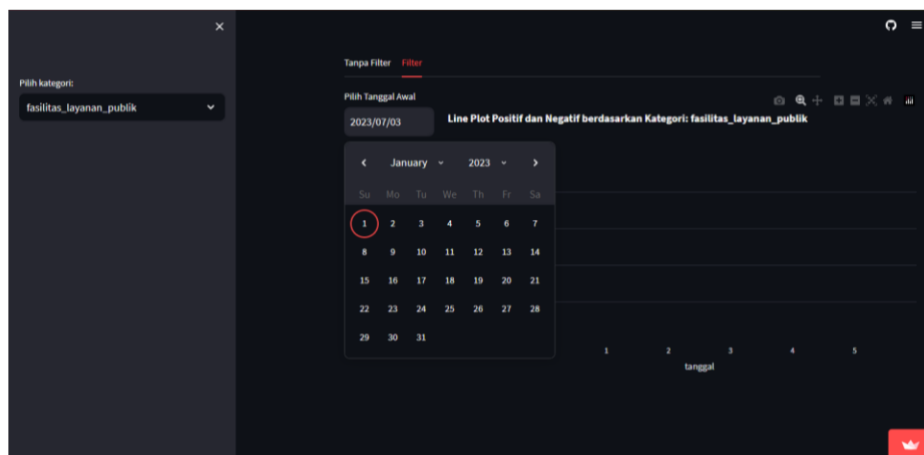 Pilih kategori:
fasilitas_layanan_publik
Tanpa Filter Filter
Pilih Tanggal Awal
2023/07/03
Line Plot Positif dan Negatif berdasarkan Kategori: fasilitas_layanan_publik
January 2023
Su Mo Tu We Th Fr Sa
1 2 3 4 5 6 7
8 9 10 11 12 13 14
15 16 17 18 19 20 21
22 23 24 25 26 27 28
29 30 31
1 2 3 4 5
tanggal